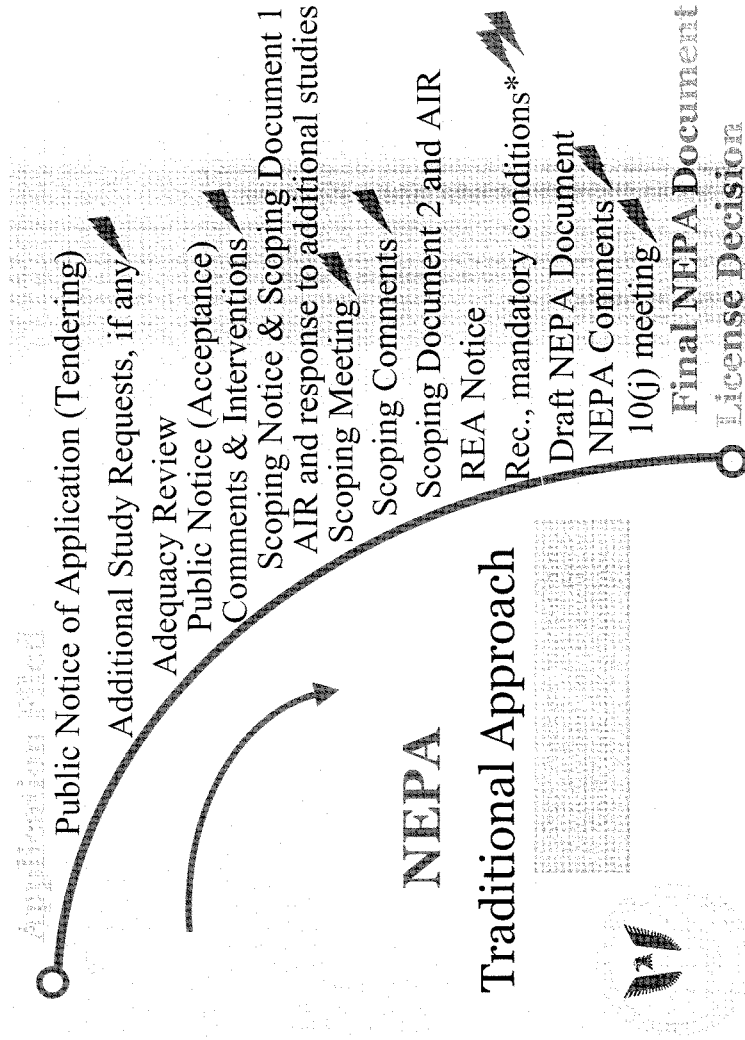 Application Filed
Public Notice of Application (Tendering)
Additional Study Requests, if any
Adequacy Review
Public Notice (Acceptance)
Comments & Interventions
Scoping Notice & Scoping Document 1
AIR and response to additional studies
Scoping Meeting
Scoping Comments
Scoping Document 2 and AIR
REA Notice
Rec., mandatory conditions*
Draft NEPA Document
NEPA Comments
10(j) meeting
Final NEPA Document
License Decision
NEPA
Traditional Approach